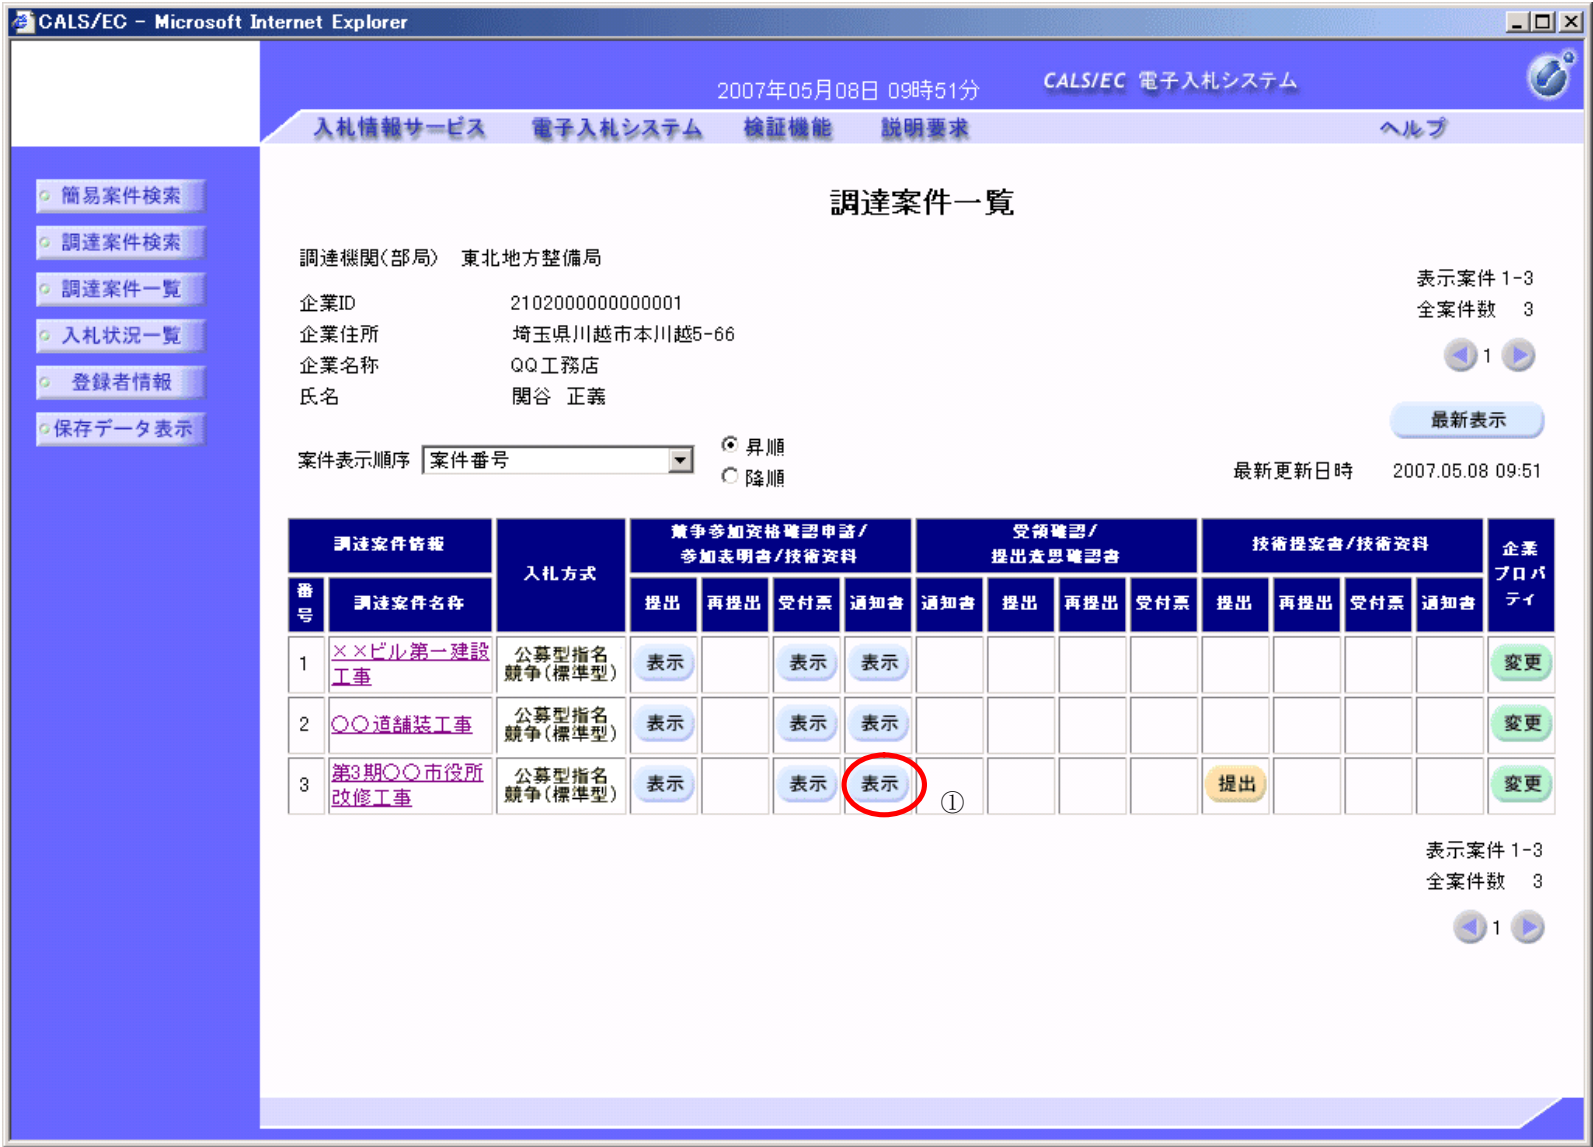 CALS/EC - Microsoft Internet Explorer
2007年05月08日 09時51分
CALS/EC 電子入札システム
入札情報サービス 電子入札システム 検証機能 説明要求 ヘルプ
簡易案件検索
調達案件検索
調達案件一覧
入札状況一覧
登録者情報
保存データ表示
調達案件一覧
調達機関(部局) 東北地方整備局
企業ID 2102000000000001
企業住所 埼玉県川越市本川越5-66
企業名称 QQ工務店
氏名 関谷 正義
表示案件 1-3
全案件数 3
1
最新表示
案件表示順序 案件番号
昇順
降順
最新更新日時 2007.05.08 09:51
調達案件情報
入札方式
競争参加資格確認申請/
参加表明書/技術資料
受領確認/
提出意思確認書
技術提案書/技術資料
企業
プロパ
ティ
番
号
調達案件名称
提出 再提出 受付票 通知書 通知書 提出 再提出 受付票 提出 再提出 受付票 通知書
1 ××ビル第一建設
工事
公募型指名
競争(標準型)
表示 表示 表示 変更
2 〇〇道舗装工事
公募型指名
競争(標準型)
表示 表示 表示 変更
3 第3期〇〇市役所
改修工事
公募型指名
競争(標準型)
表示 表示 表示 ① 提出 変更
表示案件 1-3
全案件数 3
1